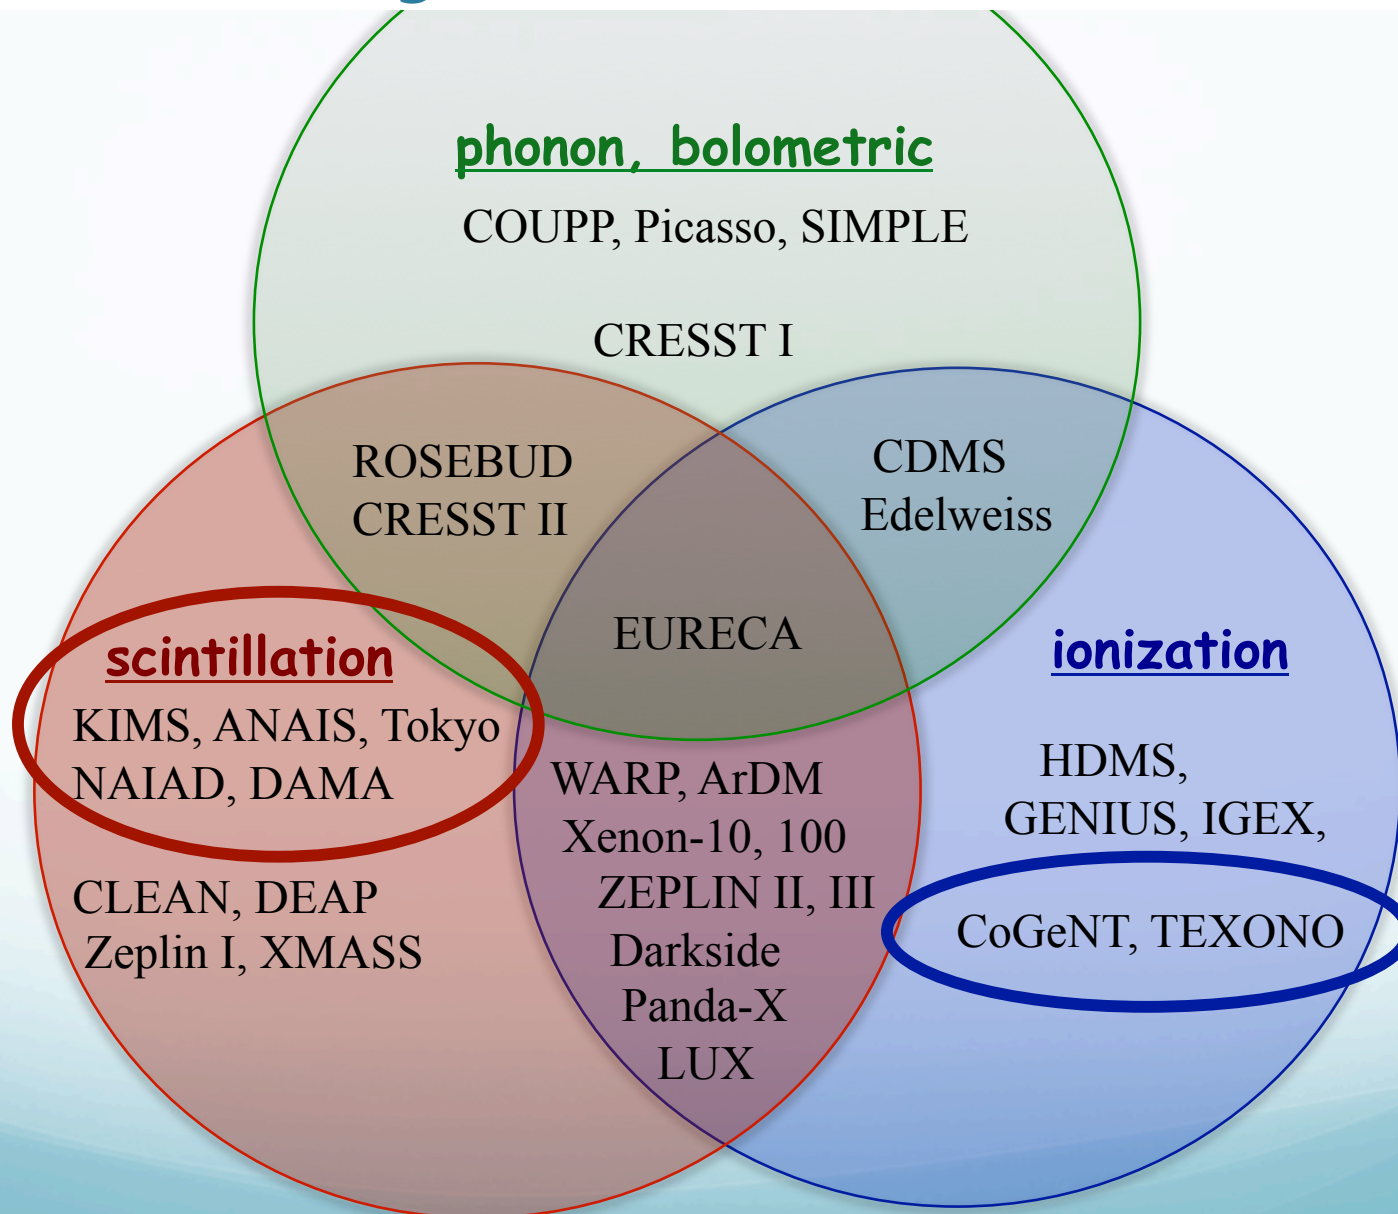 phonon, bolometric
COUPP, Picasso, SIMPLE
CRESST I
ROSEBUD
CRESST II
CDMS
Edelweiss
EURECA
scintillation
KIMS, ANAIS, Tokyo
NAIAD, DAMA
CLEAN, DEAP
Zeplin I, XMASS
WARP, ArDM
Xenon-10, 100
ZEPLIN II, III
Darkside
Panda-X
LUX
ionization
HDMS,
GENIUS, IGEX,
CoGeNT, TEXONO